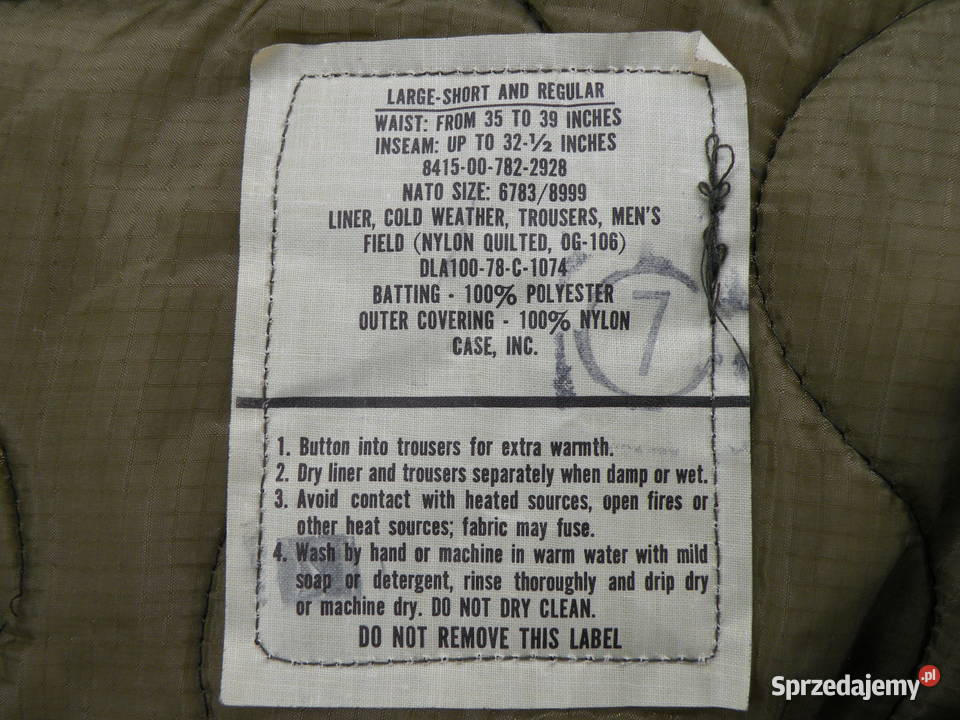 LARGE-SHORT AND REGULAR
WAIST: FROM 35 TO 39 INCHES
INSEAM: UP TO 32-½ INCHES
8415-00-782-2928
NATO SIZE: 6783/8999
LINER, COLD WEATHER, TROUSERS, MEN'S
FIELD (NYLON QUILTED, OG-106)
DLA100-78-C-1074
BATTING - 100% POLYESTER
OUTER COVERING - 100% NYLON
CASE, INC.
7
1. Button into trousers for extra warmth.
2. Dry liner and trousers separately when damp or wet.
3. Avoid contact with heated sources, open fires or
other heat sources; fabric may fuse.
4. Wash by hand or machine in warm water with mild
soap or detergent, rinse thoroughly and drip dry
or machine dry. DO NOT DRY CLEAN.
DO NOT REMOVE THIS LABEL
Sprzedajemy.pl